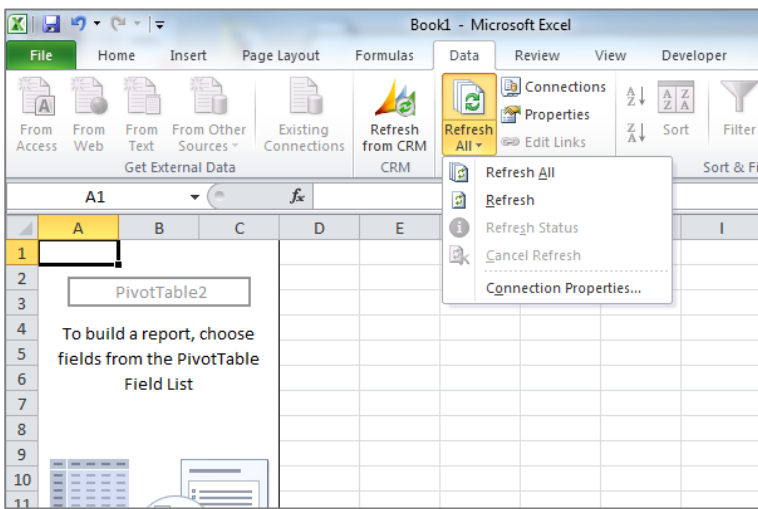 Book1 - Microsoft Excel
File Home Insert Page Layout Formulas Data Review View Developer
From Access
From Web
From Text
From Other Sources
Existing Connections
Get External Data
Refresh from CRM
CRM
Refresh All
Connections
Properties
Edit Links
Sort
Filter
Sort & Fi
Refresh All
Refresh
Refresh Status
Cancel Refresh
Connection Properties...
A1
fx
A B C D E I
1
2
3
4
5
6
7
8
9
10
11
PivotTable2
To build a report, choose
fields from the PivotTable
Field List